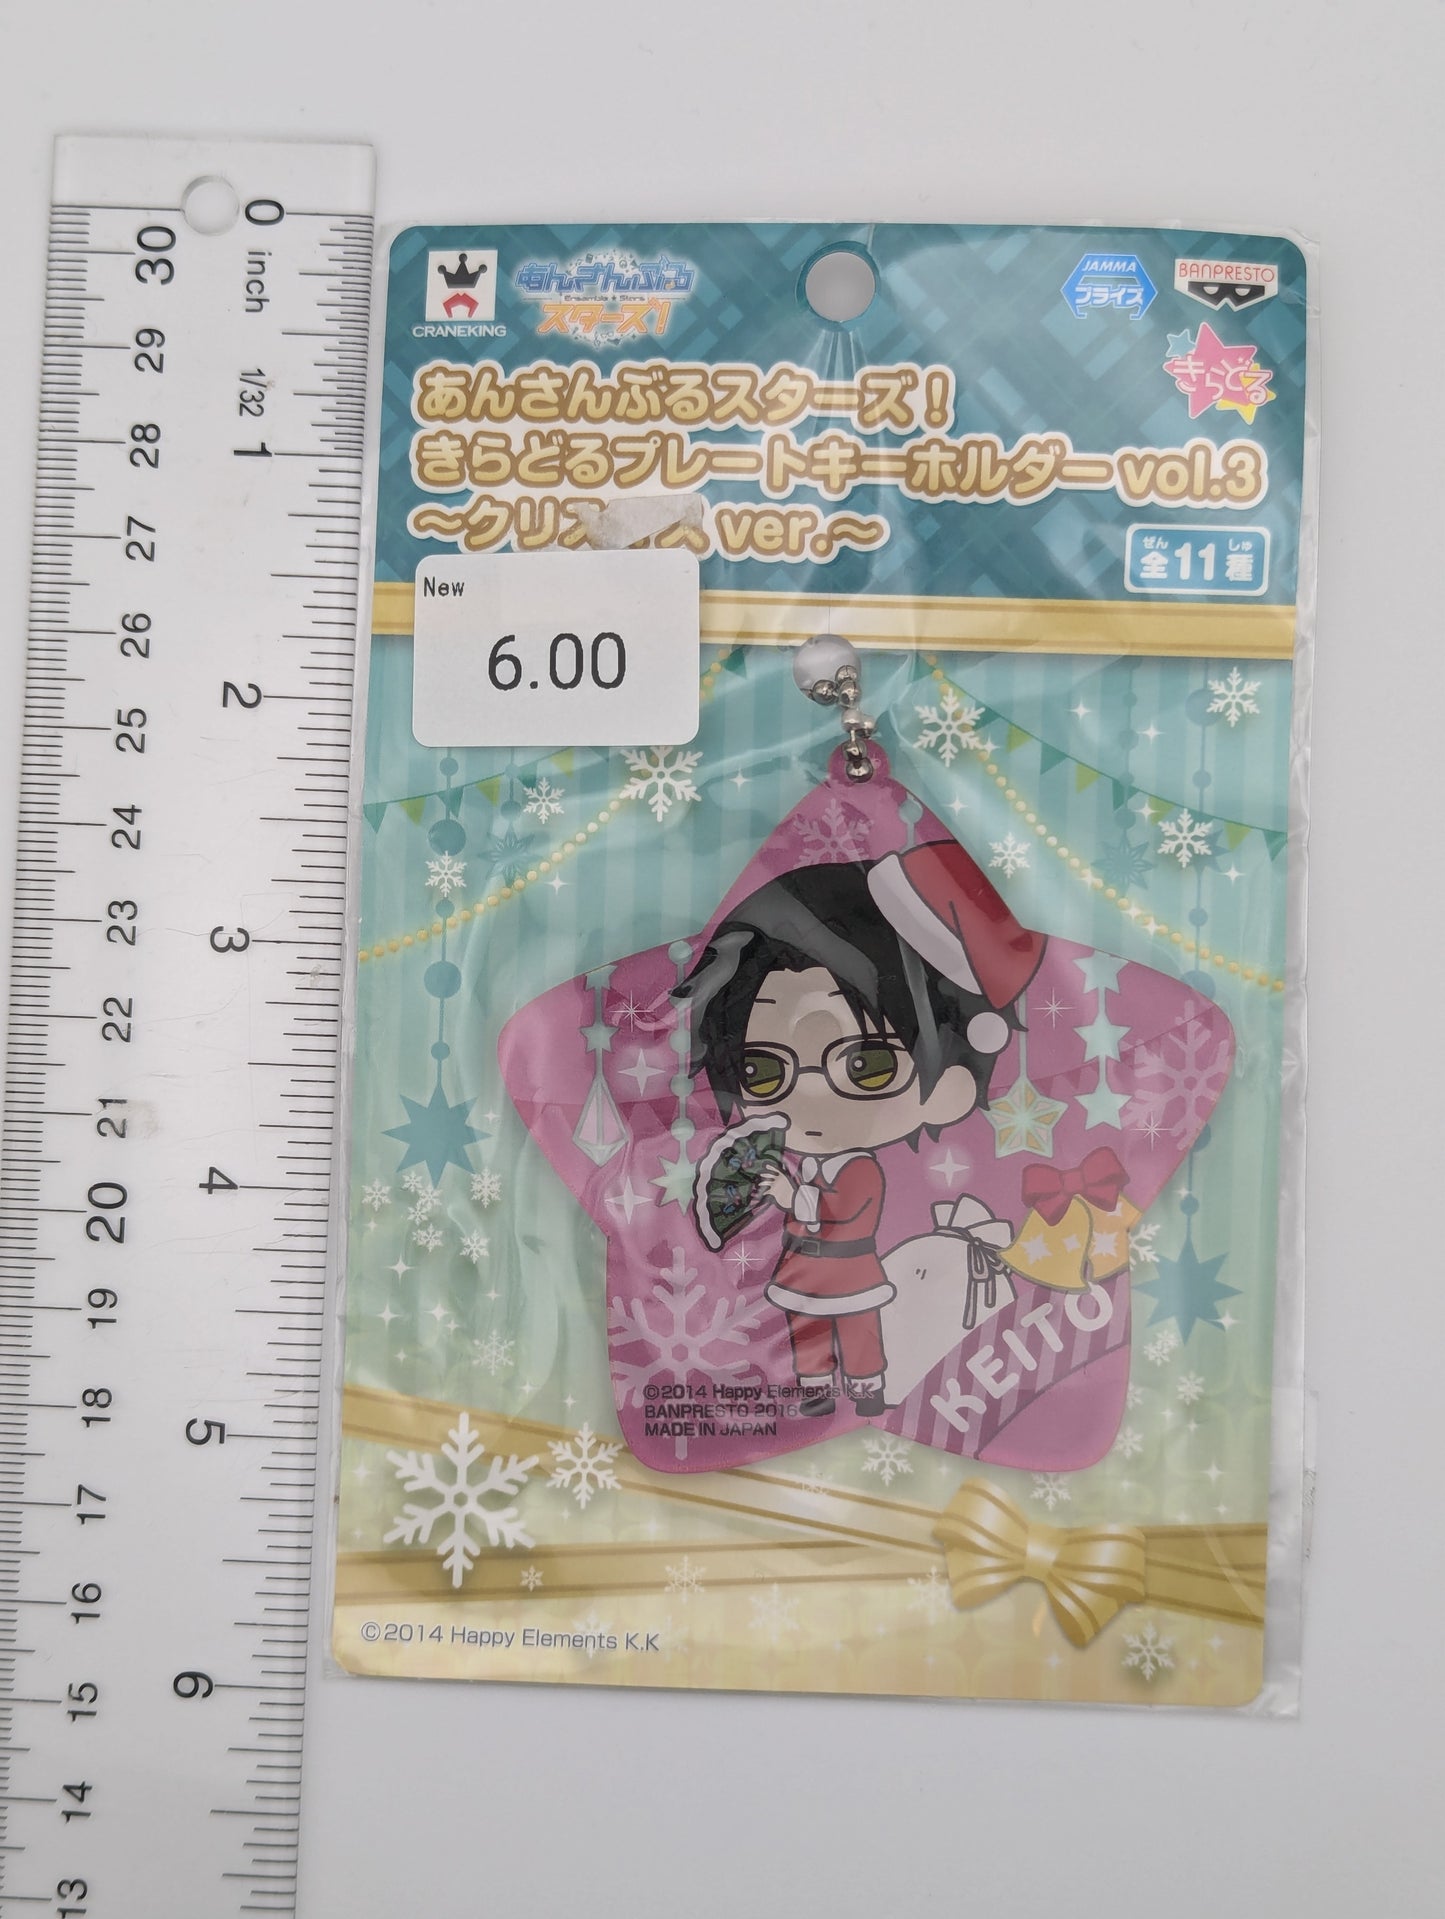 CRANEKING
あんさんぶる
Ensemble Stars
スターズ!
JAMMA
プライズ
BANPRESTO
きらどる
あんさんぶるスターズ!
きらどるプレートキーホルダー vol.3
~クリス ス ver.~
ぜん しゅ
全11種
New
6.00
KEITO
©2014 Happy Elements K.K
BANPRESTO 2016
MADE IN JAPAN
©2014 Happy Elements K.K
0 inch 1/32 1 2 3 4 5 6
30 29 28 27 26 25 24 23 22 21 20 19 18 17 16 15 14 13